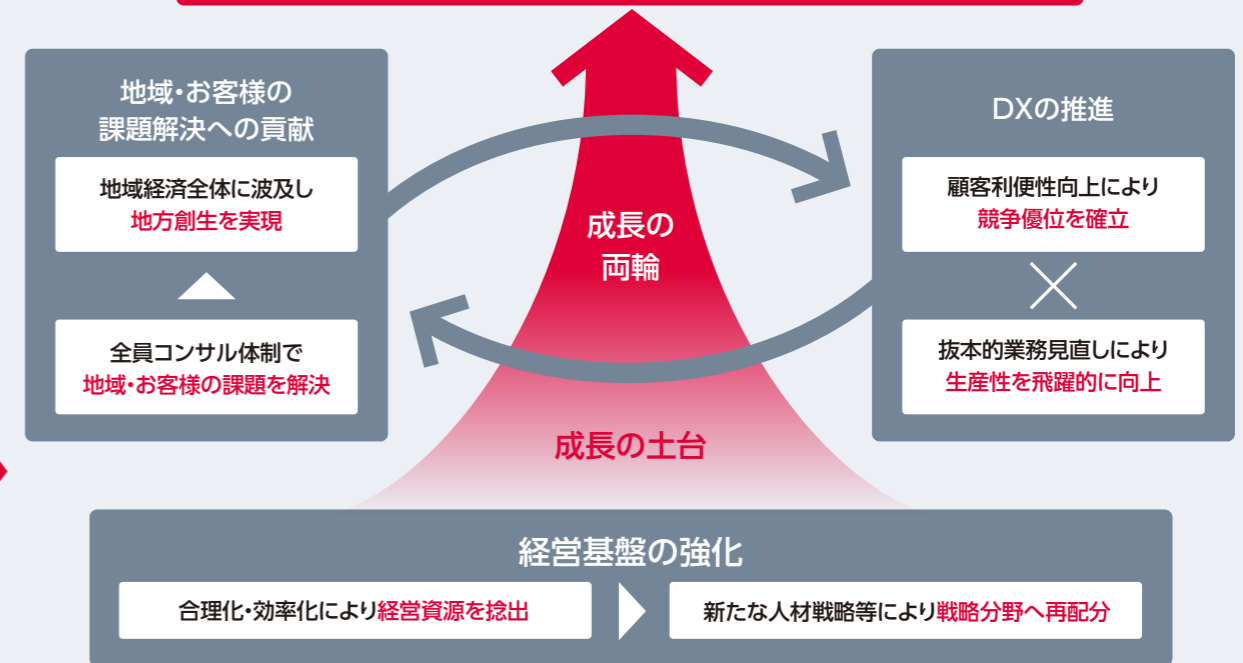 地域・お客様の
課題解決への貢献
地域経済全体に波及し
地方創生を実現
全員コンサル体制で
地域・お客様の課題を解決
成長の
両輪
DXの推進
顧客利便性向上により
競争優位を確立
抜本的業務見直しにより
生産性を飛躍的に向上
成長の土台
経営基盤の強化
合理化・効率化により経営資源を捻出
新たな人材戦略等により戦略分野へ再配分